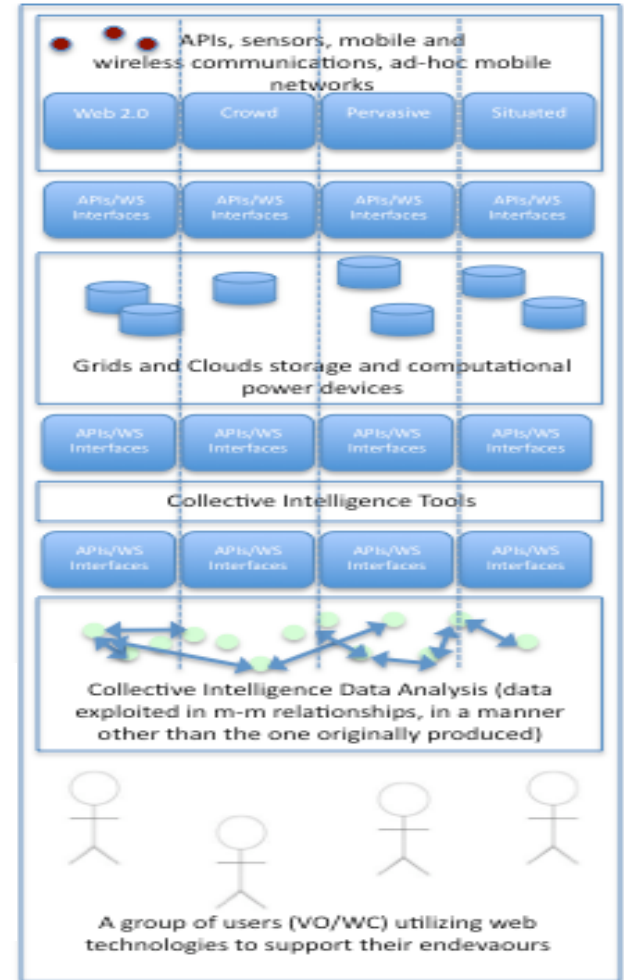 APIs, sensors, mobile and
wireless communications, ad-hoc mobile
networks
Web 2.0 Crowd Pervasive Situated
APIs/WS APIs/WS APIs/WS APIs/WS
Interfaces Interfaces Interfaces Interfaces
Grids and Clouds storage and computational
power devices
APIs/WS APIs/WS APIs/WS APIs/WS
Interfaces Interfaces Interfaces Interfaces
Collective Intelligence Tools
APIs/WS APIs/WS APIs/WS APIs/WS
Interfaces Interfaces Interfaces Interfaces
Collective Intelligence Data Analysis (data
exploited in m-m relationships, in a manner
other than the one originally produced)
A group of users (VO/WC) utilizing web
technologies to support their endevaours